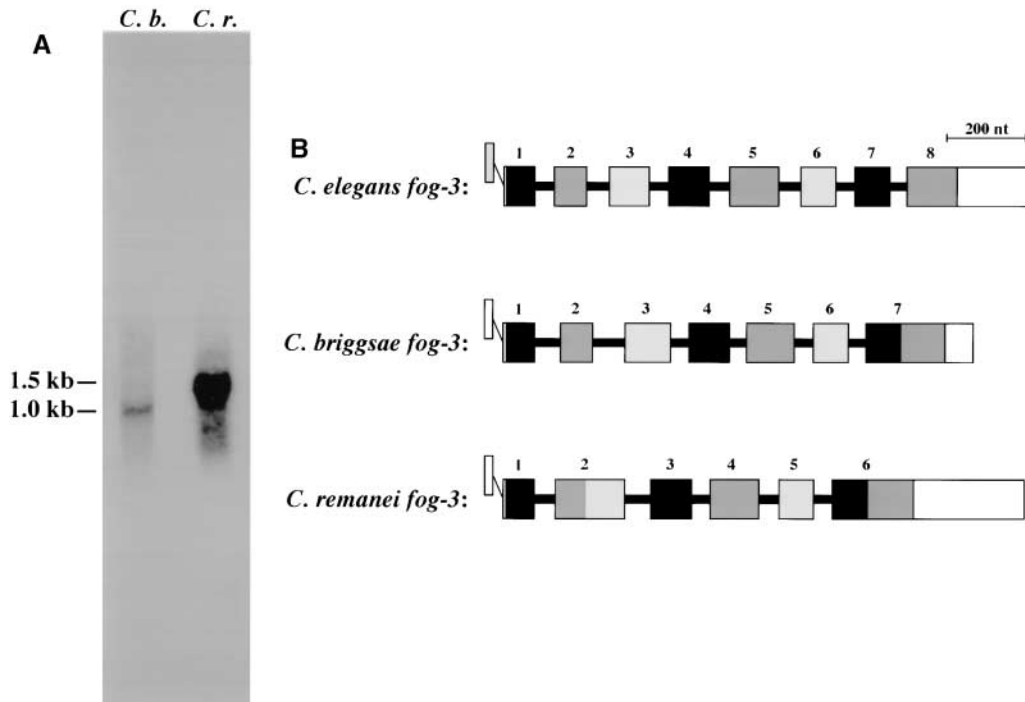 C. b. C. r.
A
1.5 kb
1.0 kb
B
200 nt
1 2 3 4 5 6 7 8
C. elegans fog-3:
1 2 3 4 5 6 7
C. briggsae fog-3:
1 2 3 4 5 6
C. remanei fog-3: